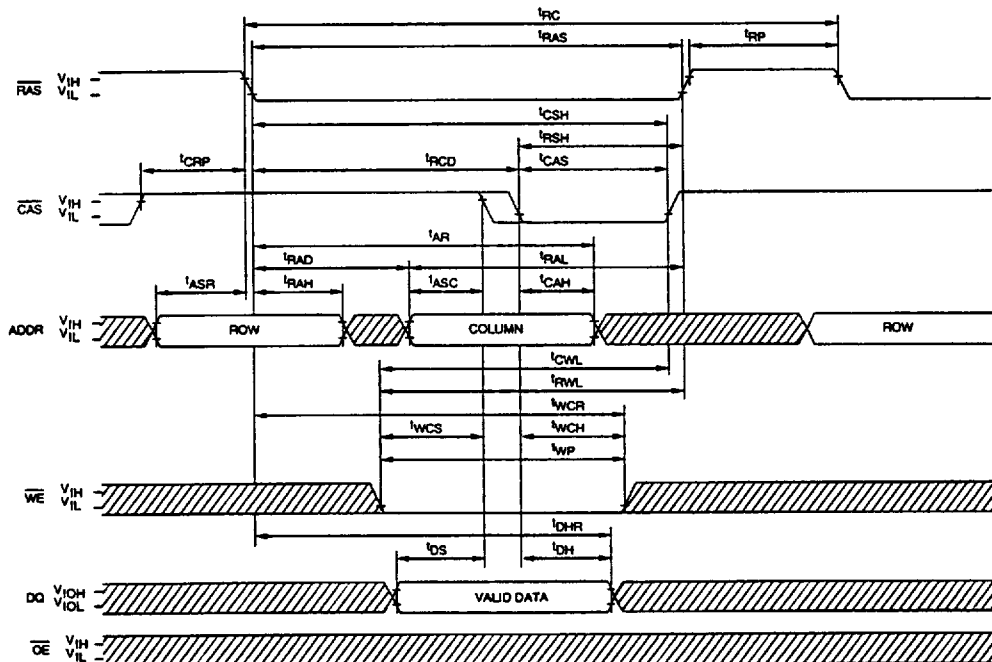 tRC
tRAS
tRP
RAS
VIH
VIL
tCSH
tRSH
tCRP
tRCD
tCAS
CAS
VIH
VIL
tAR
tRAD
tRAL
tASR
tRAH
tASC
tCAH
ADDR
VIH
VIL
ROW
COLUMN
ROW
tCWL
tRWL
tWCR
tWCS
tWCH
tWP
WE
VIH
VIL
tDHR
tDS
tDH
DQ
VIOH
VIOL
VALID DATA
OE
VIH
VIL